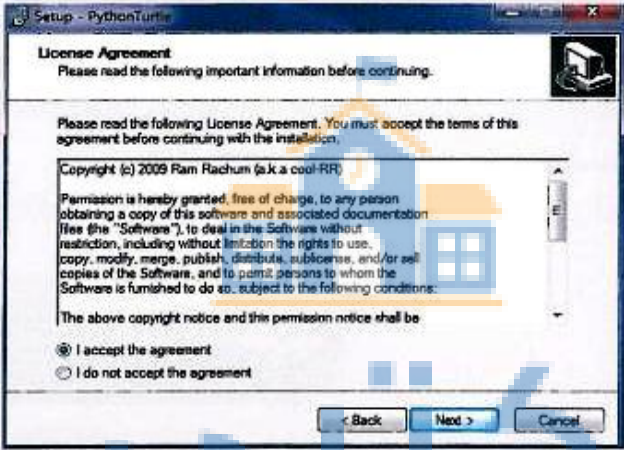 Setup - PythonTurtle
License Agreement
Please read the following important information before continuing.
Please read the following License Agreement. You must accept the terms of this
agreement before continuing with the installation.
Copyright (c) 2009 Ram Rachum (a.k.a cool-RR)
Permission is hereby granted, free of charge, to any person
obtaining a copy of this software and associated documentation
files (the "Software"), to deal in the Software without
restriction, including without limitation the rights to use,
copy, modify, merge, publish, distribute, sublicense, and/or sell
copies of the Software, and to permit persons to whom the
Software is furnished to do so, subject to the following conditions:
The above copyright notice and this permission notice shall be
I accept the agreement
I do not accept the agreement
< Back
Next >
Cancel